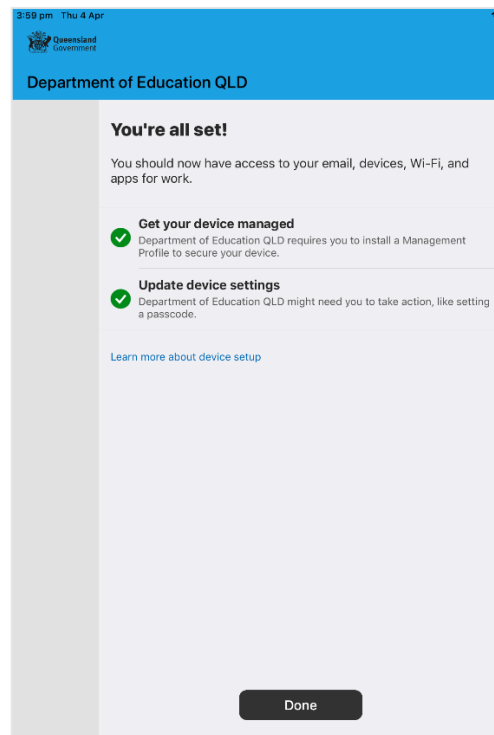 3:59 pm Thu 4 Apr
Queensland
Government
Department of Education QLD
You're all set!
You should now have access to your email, devices, Wi-Fi, and
apps for work.
Get your device managed
Department of Education QLD requires you to install a Management
Profile to secure your device.
Update device settings
Department of Education QLD might need you to take action, like setting
a passcode.
Learn more about device setup
Done